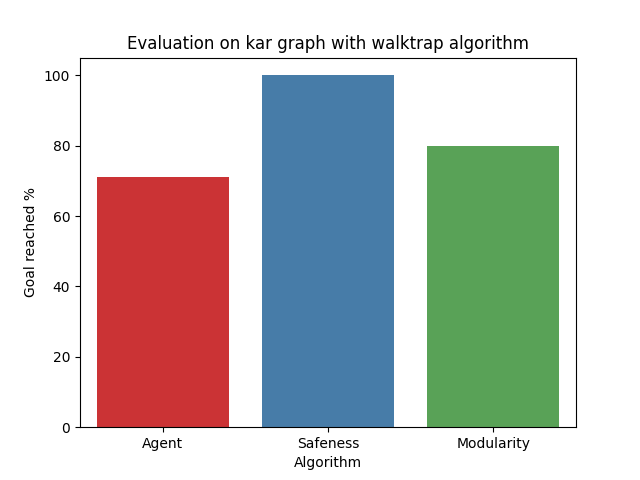 Evaluation on kar graph with walktrap algorithm
100
80
60
40
20
0
Goal reached %
Agent
Safeness
Modularity
Algorithm